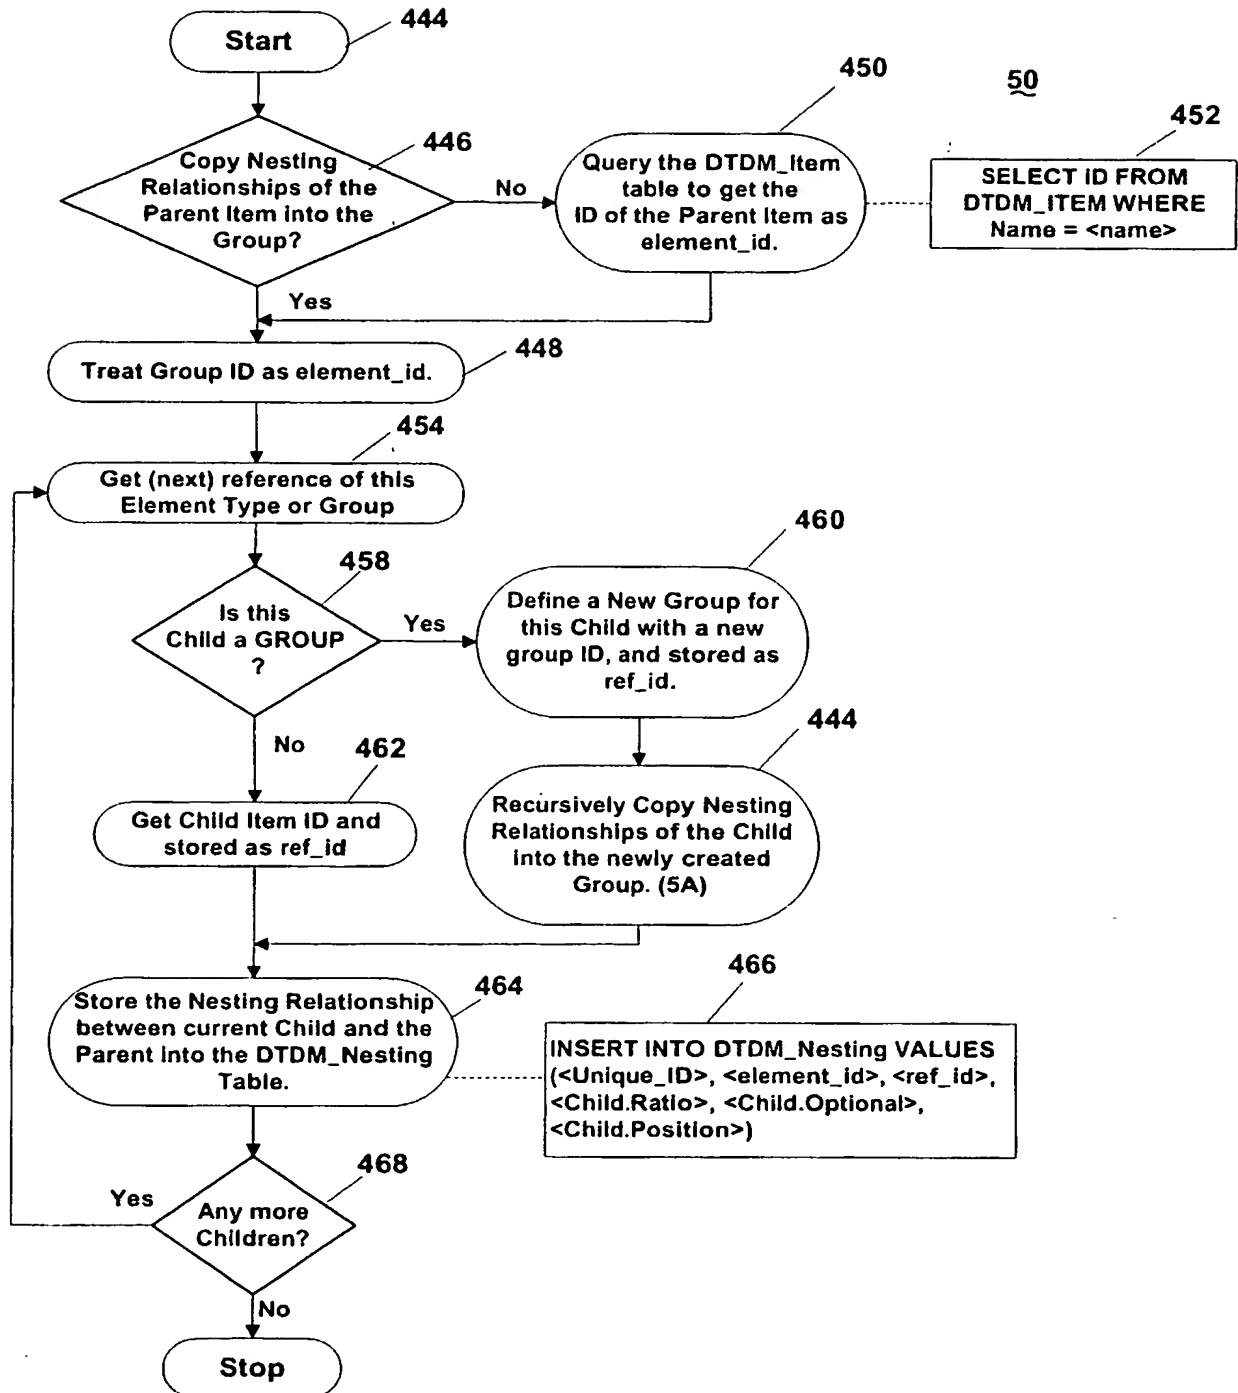 Start
444
Copy Nesting
Relationships of the
Parent Item into the
Group?
446
No
Yes
Query the DTDM_Item
table to get the
ID of the Parent Item as
element_id.
450
50
452
SELECT ID FROM
DTDM_ITEM WHERE
Name = <name>
Treat Group ID as element_id.
448
454
Get (next) reference of this
Element Type or Group
458
Is this
Child a GROUP
?
Yes
No
460
Define a New Group for
this Child with a new
group ID, and stored as
ref_id.
462
Get Child Item ID and
stored as ref_id
444
Recursively Copy Nesting
Relationships of the Child
into the newly created
Group. (5A)
Store the Nesting Relationship
between current Child and the
Parent into the DTDM_Nesting
Table.
464
466
INSERT INTO DTDM_Nesting VALUES
(<Unique_ID>, <element_id>, <ref_id>,
<Child.Ratio>, <Child.Optional>,
<Child.Position>)
468
Yes
Any more
Children?
No
Stop